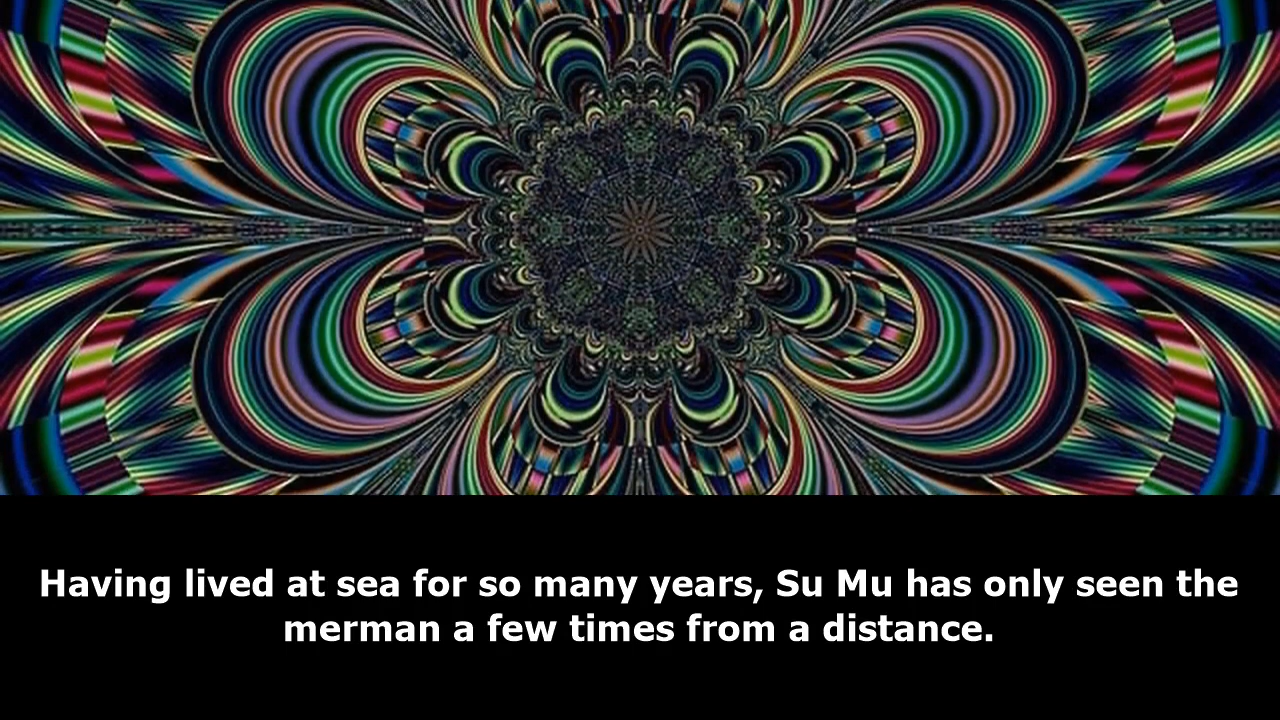 Having lived at sea for so many years, Su Mu has only seen the
merman a few times from a distance.